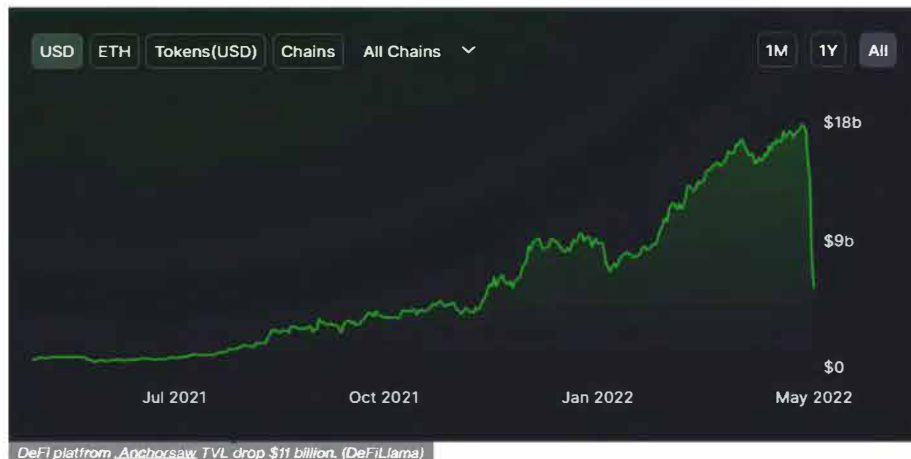 USD ETH Tokens(USD) Chains All Chains 1M 1Y All
$18b
$9b
$0
Jul 2021 Oct 2021 Jan 2022 May 2022
DeFI platfrom ,Anchorsaw TVL drop $11 billion. (DeFiLlama)